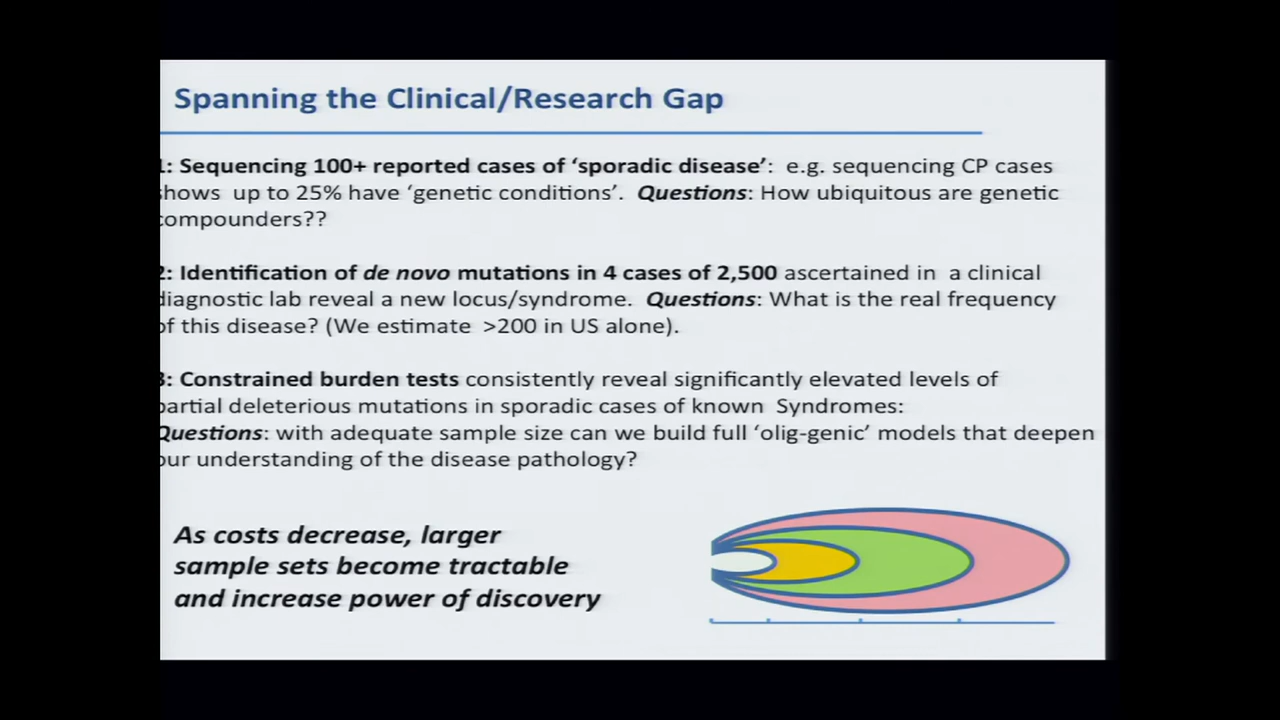 Spanning the Clinical/Research Gap
1: Sequencing 100+ reported cases of ‘sporadic disease’: e.g. sequencing CP cases
shows up to 25% have ‘genetic conditions’. Questions: How ubiquitous are genetic
compounders??
2: Identification of de novo mutations in 4 cases of 2,500 ascertained in a clinical
diagnostic lab reveal a new locus/syndrome. Questions: What is the real frequency
of this disease? (We estimate >200 in US alone).
3: Constrained burden tests consistently reveal significantly elevated levels of
partial deleterious mutations in sporadic cases of known Syndromes:
Questions: with adequate sample size can we build full ‘olig-genic’ models that deepen
our understanding of the disease pathology?
As costs decrease, larger
sample sets become tractable
and increase power of discovery